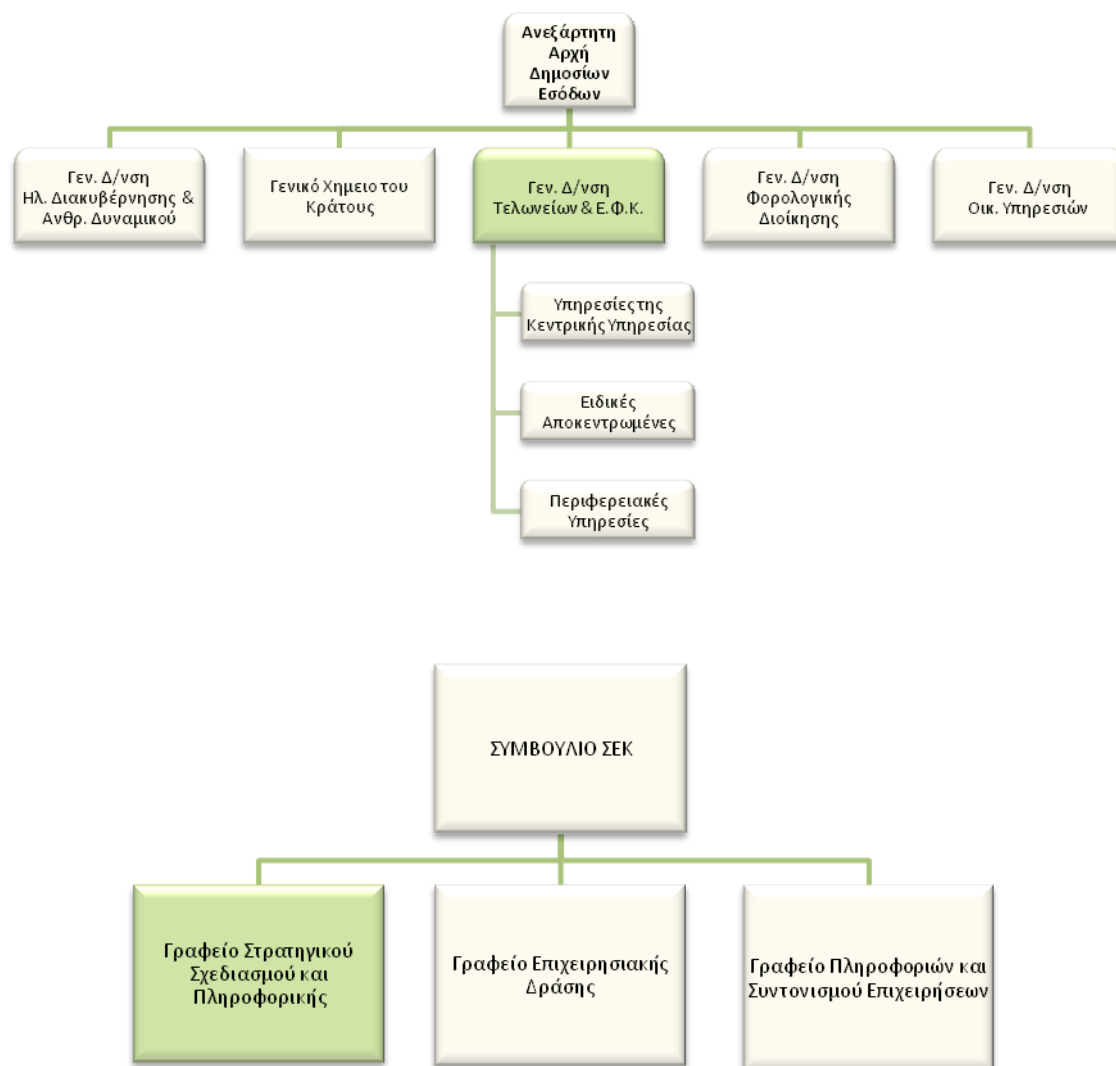 Ανεξάρτητη
Αρχή
Δημοσίων
Εσόδων
Γεν. Δ/νση
Ηλ. Διακυβέρνησης &
Ανθρ. Δυναμικού
Γενικό Χημειο του
Κράτους
Γεν. Δ/νση
Τελωνείων & Ε.Φ.Κ.
Γεν. Δ/νση
Φορολογικής
Διοίκησης
Γεν. Δ/νση
Οικ. Υπηρεσιών
Υπηρεσίες της
Κεντρικής Υπηρεσίας
Ειδικές
Αποκεντρωμένες
Περιφερειακές
Υπηρεσίες
ΣΥΜΒΟΥΛΙΟ ΣΕΚ
Γραφείο Στρατηγικού
Σχεδιασμού και
Πληροφορικής
Γραφείο Επιχειρησιακής
Δράσης
Γραφείο Πληροφοριών και
Συντονισμού Επιχειρήσεων